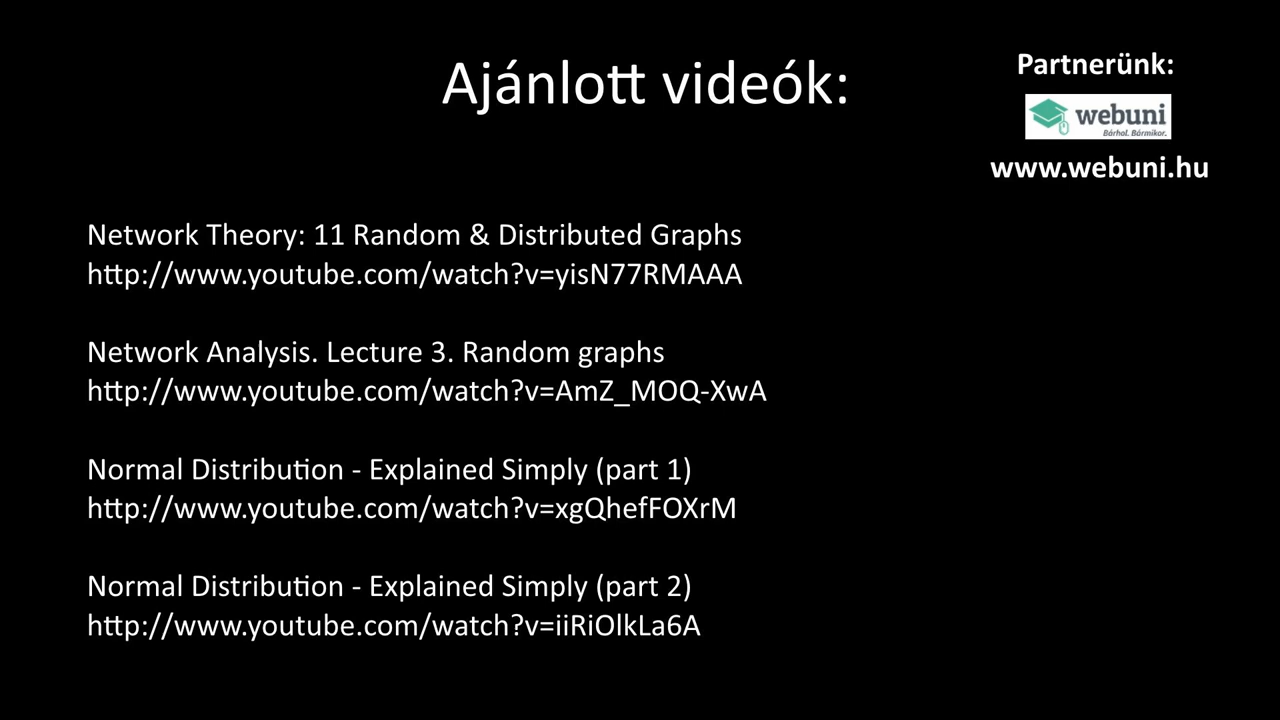 Ajánlott videók:
Partnerünk:
webuni
Bárhol. Bármikor.
www.webuni.hu
Network Theory: 11 Random & Distributed Graphs
http://www.youtube.com/watch?v=yisN77RMAAA
Network Analysis. Lecture 3. Random graphs
http://www.youtube.com/watch?v=AmZ_MOQ-XwA
Normal Distribution - Explained Simply (part 1)
http://www.youtube.com/watch?v=xgQhefFOXrM
Normal Distribution - Explained Simply (part 2)
http://www.youtube.com/watch?v=iiRiOlkLa6A